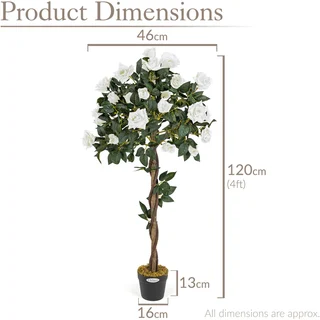 Product Dimensions
46cm
120cm
(4ft)
13cm
16cm
All dimensions are approx.